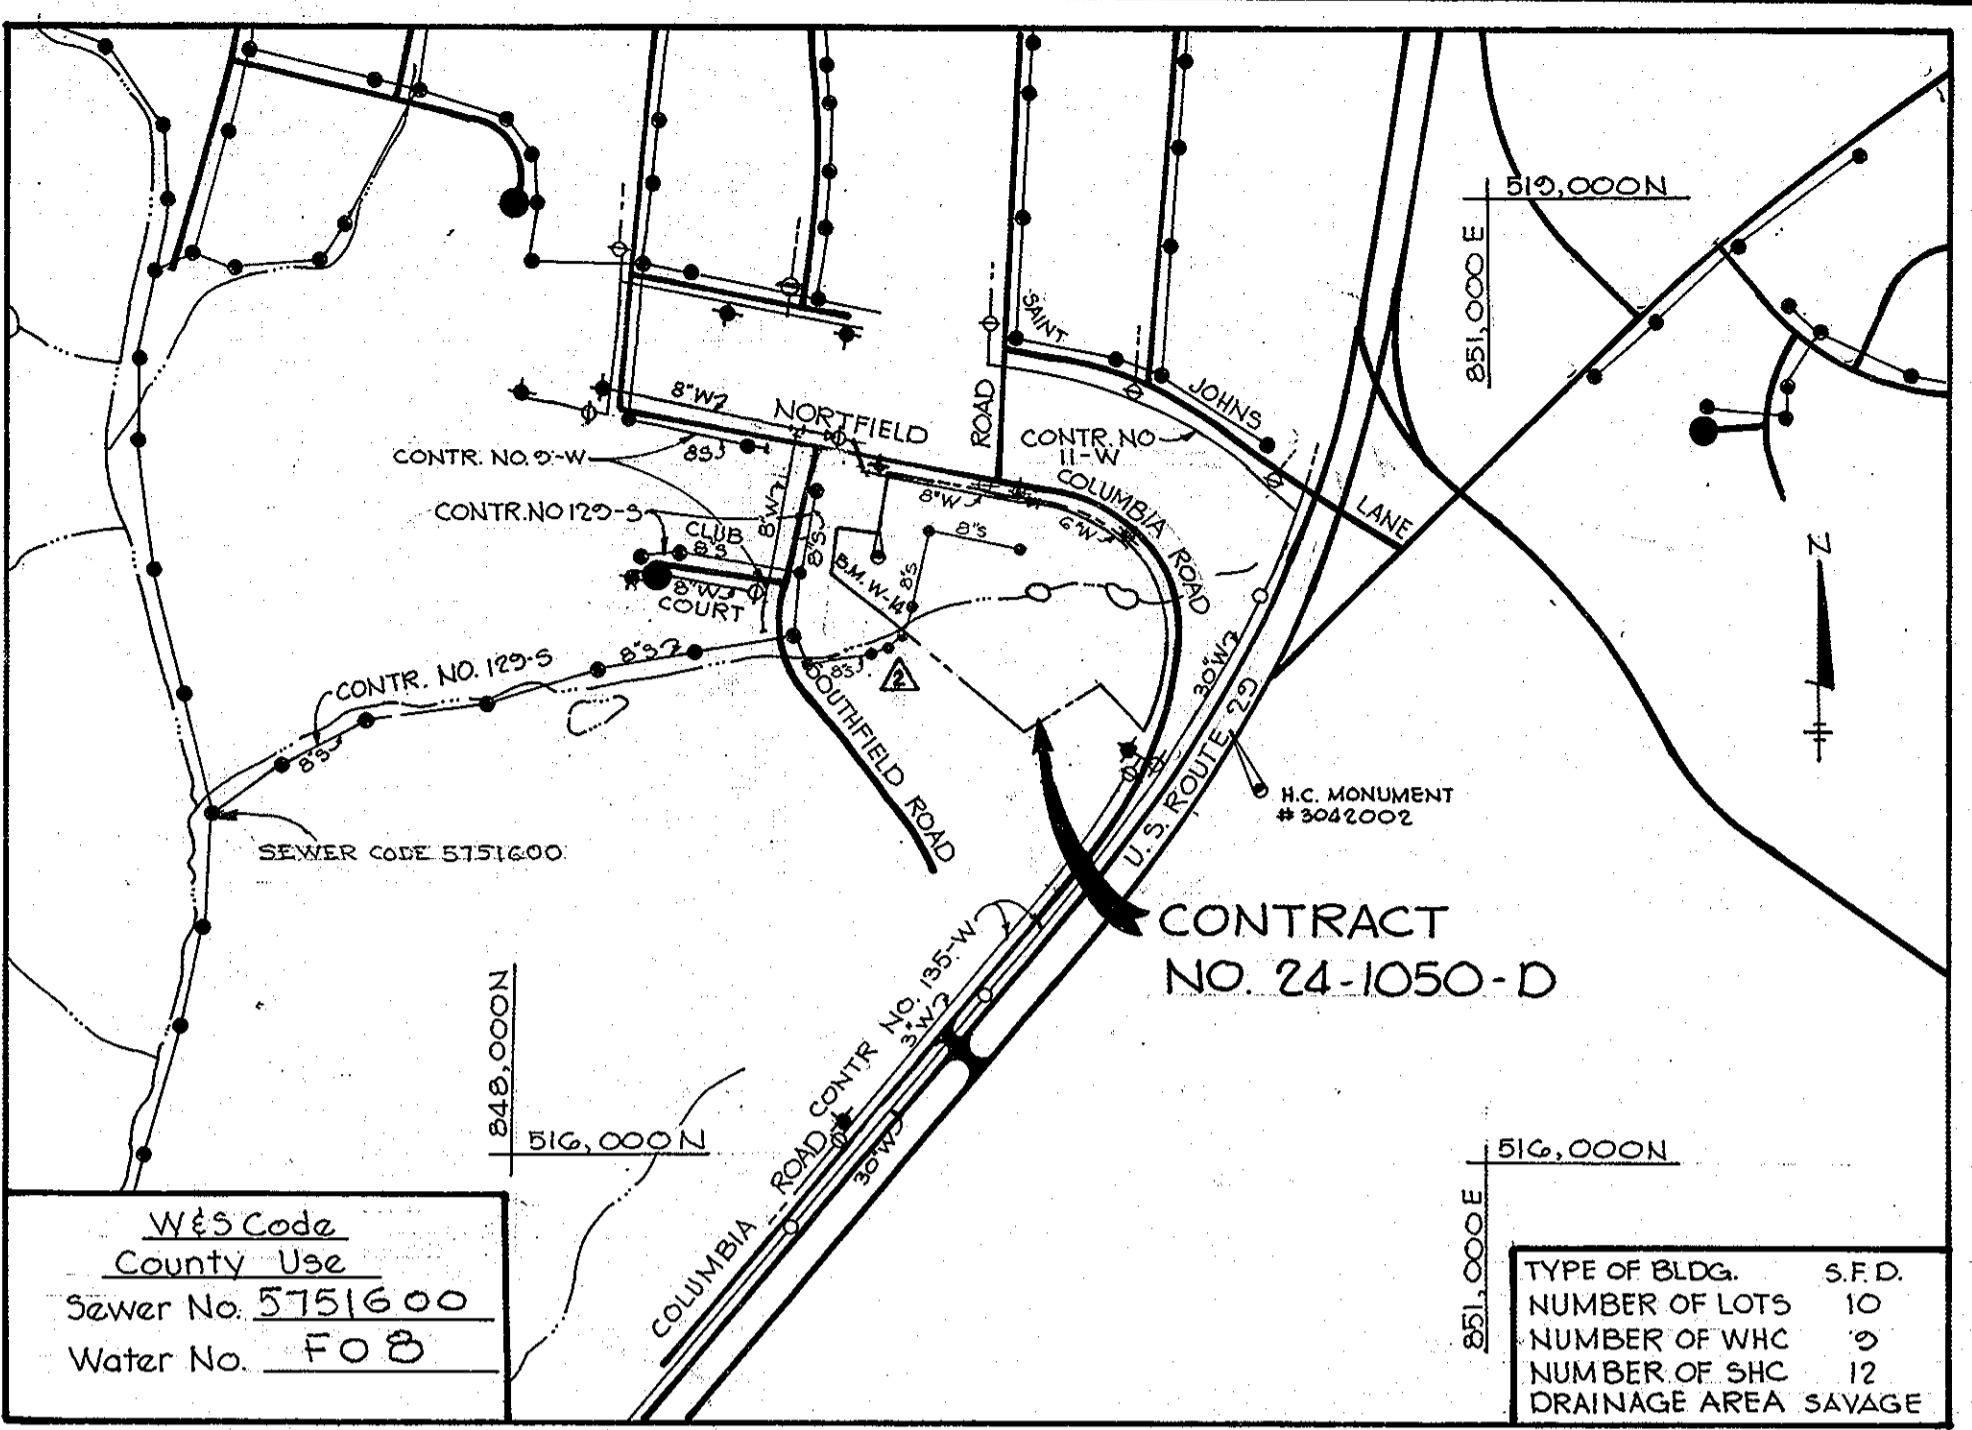 519,000N
851,000 E
SAINT
JOHNS
LANE
8"W
NORTFIELD
ROAD
CONTR. NO
11-W
CONTR. NO. 9-W
8S
COLUMBIA
ROAD
8"W
6"W
CONTR. NO 129-S
8"W
8"S
CLUB
8"S
8"W
COURT
8"S
B.M. W-14
8"S
N
CONTR. NO. 129-S
8"S
8"S
8S
2
SOUTHFIELD ROAD
30"W
U.S. ROUTE 29
H.C. MONUMENT
# 3042002
SEWER CODE 5751600
CONTRACT
NO. 24-1050-D
848,000N
516,000N
COLUMBIA ROAD
CONTR NO. 135-W
3"W
30"W
516,000N
851,000E
W&S Code
County Use
Sewer No. 5751600
Water No. F08
TYPE OF BLDG. S.F.D.
NUMBER OF LOTS 10
NUMBER OF WHC 9
NUMBER OF SHC 12
DRAINAGE AREA SAVAGE